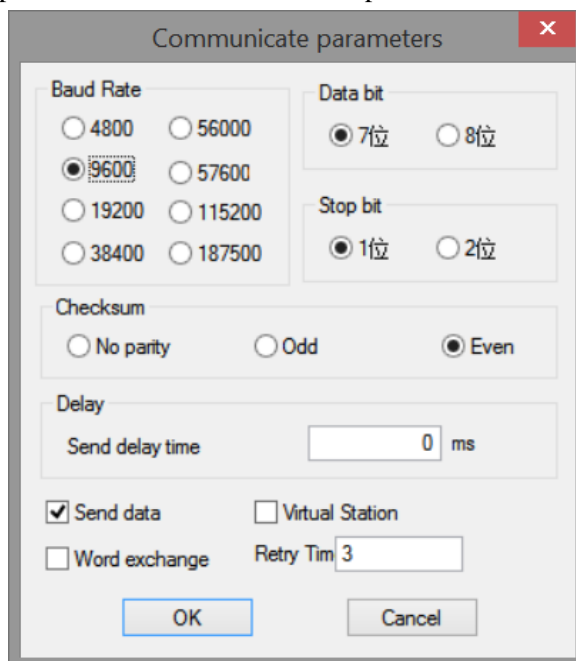 Communicate parameters
Baud Rate
4800 56000
9600 57600
19200 115200
38400 187500
Data bit
7位 8位
Stop bit
1位 2位
Checksum
No parity Odd Even
Delay
Send delay time 0 ms
Send data Virtual Station
Word exchange Retry Tim 3
OK Cancel